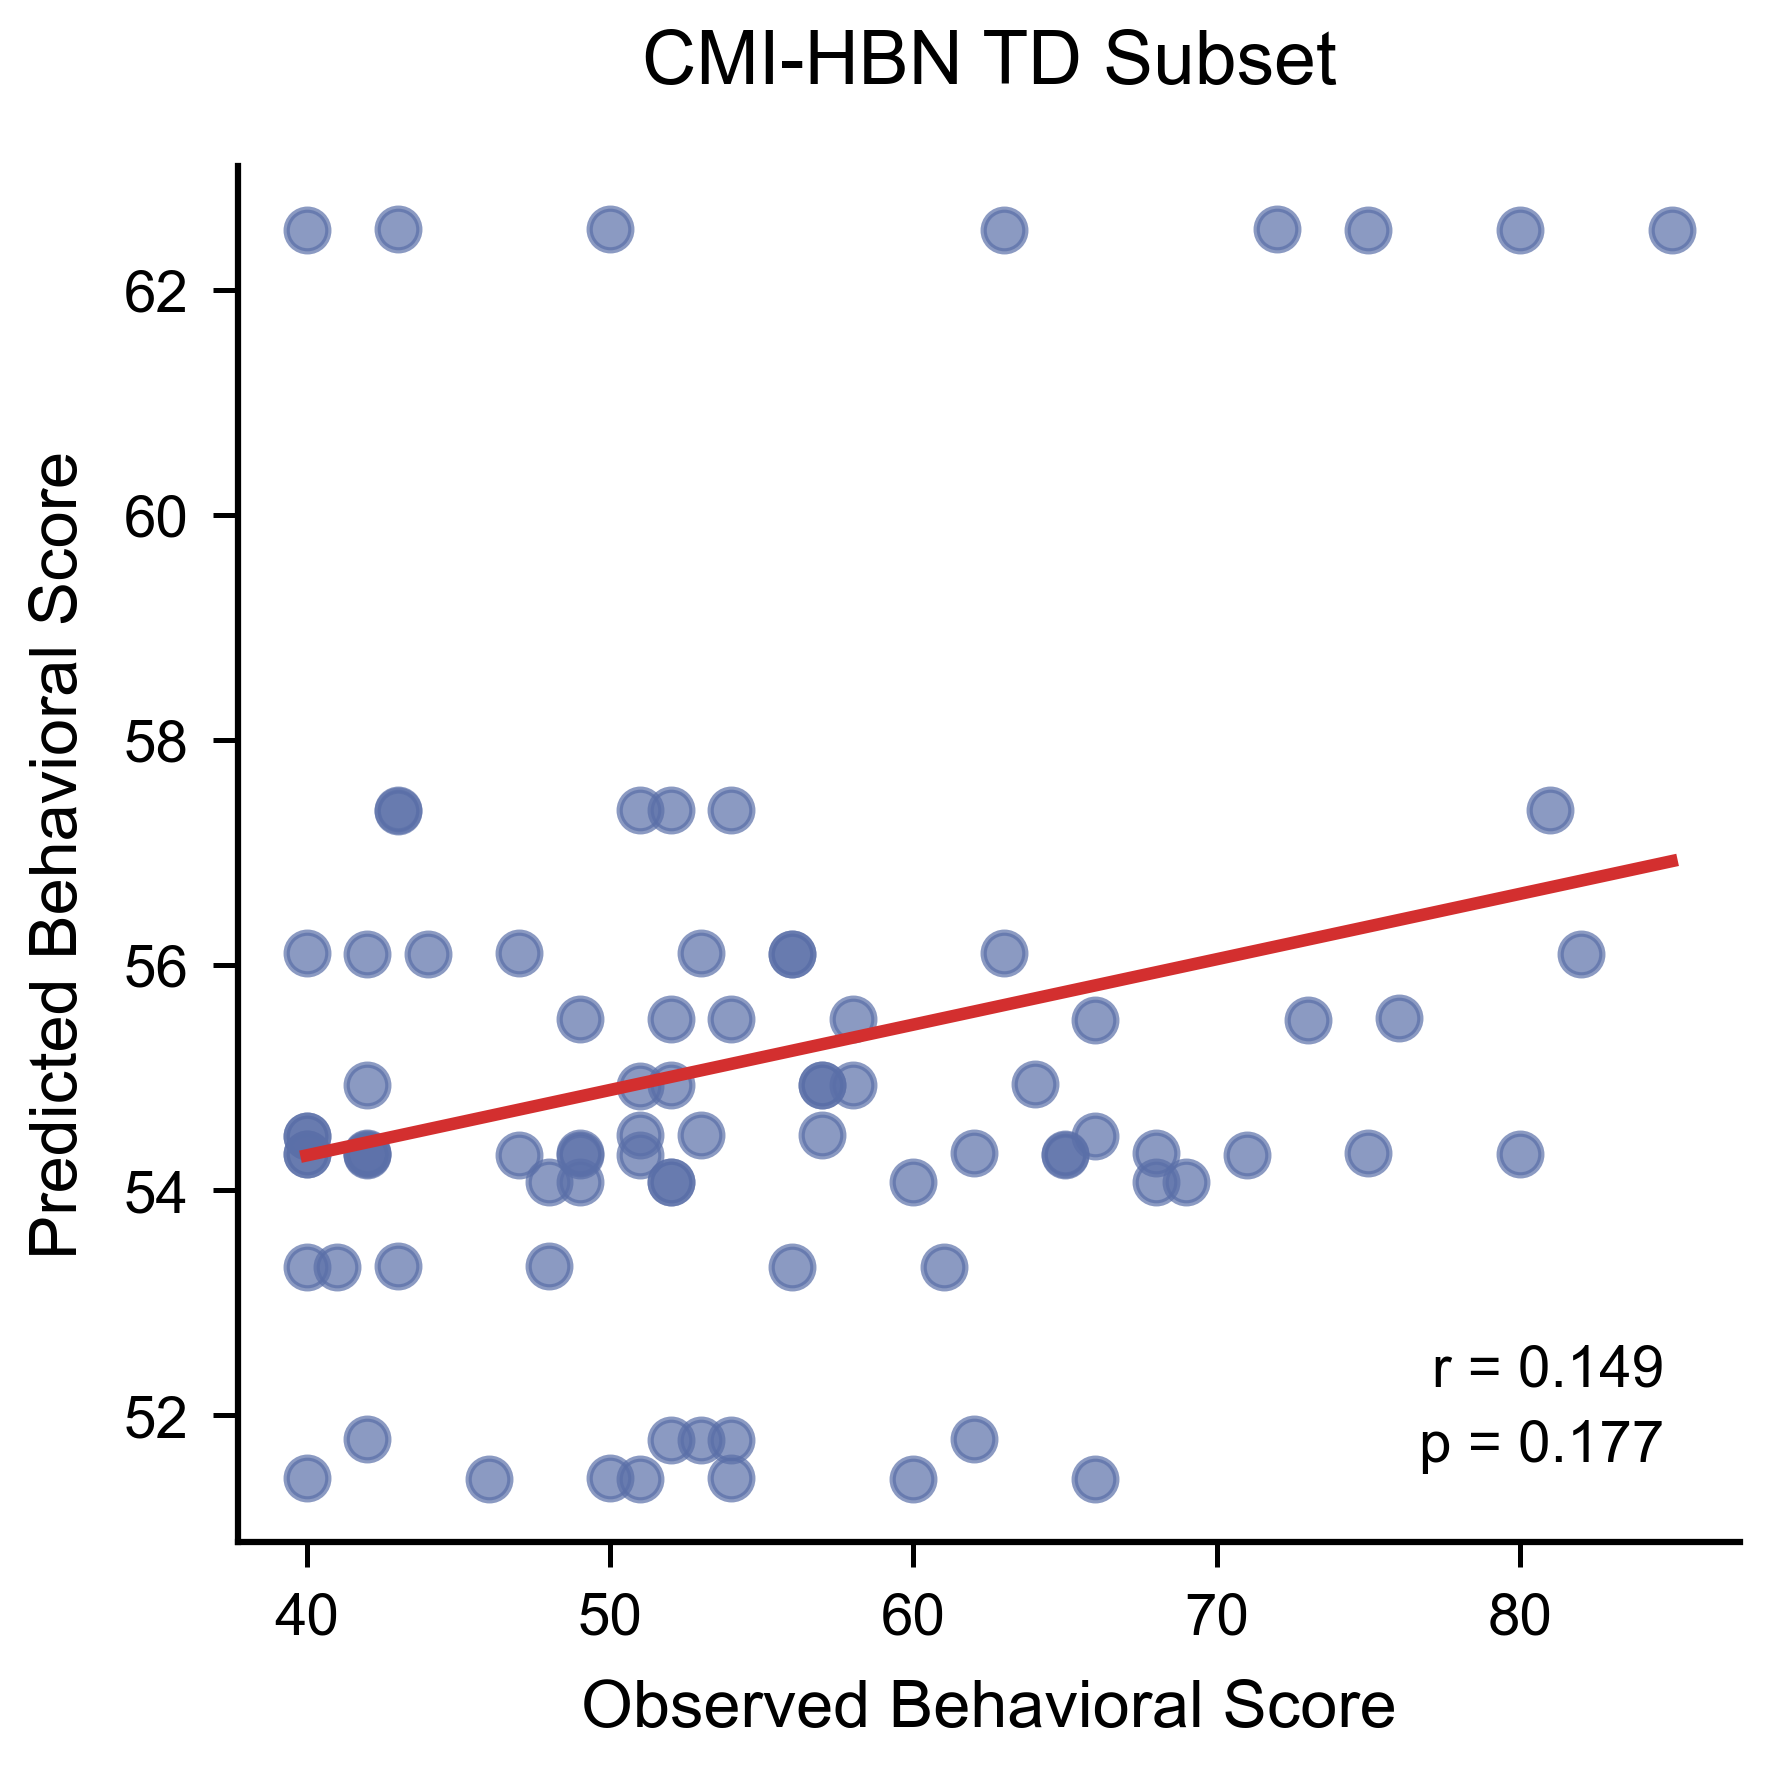 CMI-HBN TD Subset
Predicted Behavioral Score
62
60
58
56
54
52
r = 0.149
p = 0.177
40 50 60 70 80
Observed Behavioral Score